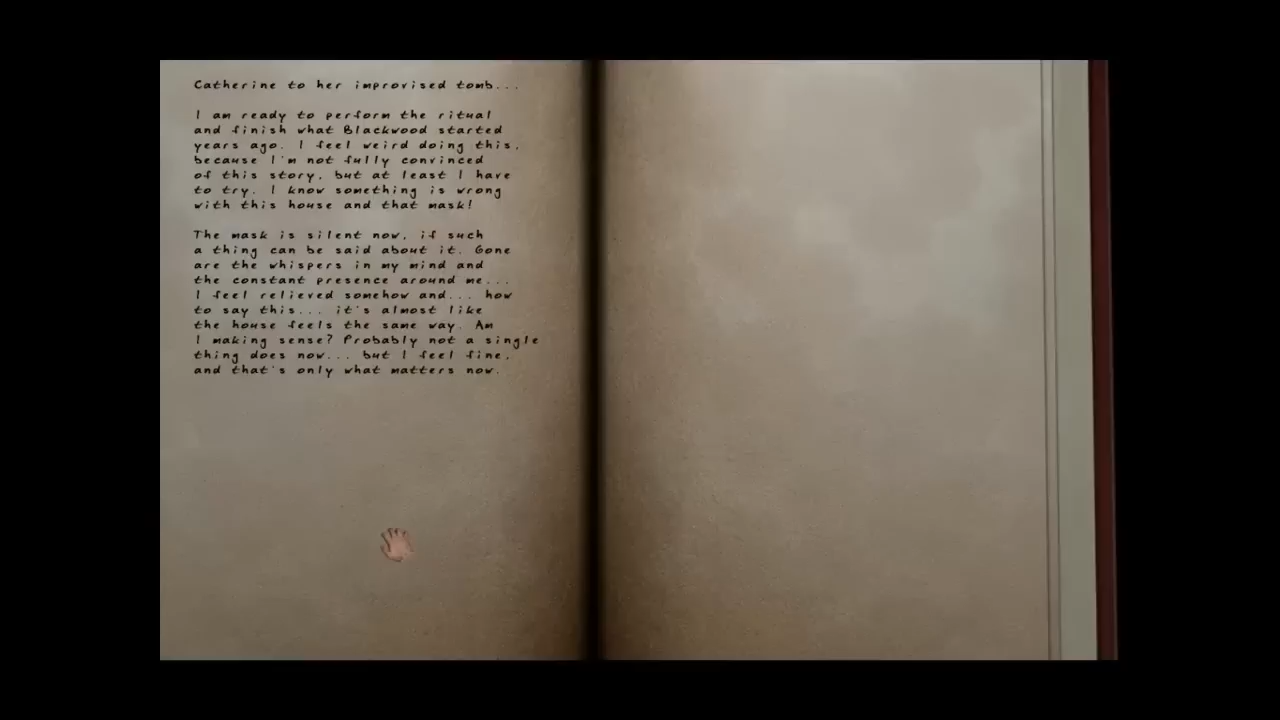 Catherine to her improvised tomb...
I am ready to perform the ritual
and finish what Blackwood started
years ago. I feel weird doing this,
because I'm not fully convinced
of this story, but at least I have
to try. I know something is wrong
with this house and that mask!
The mask is silent now, if such
a thing can be said about it. Gone
are the whispers in my mind and
the constant presence around me...
I feel relieved somehow and... how
to say this... it's almost like
the house feels the same way. Am
I making sense? Probably not a single
thing does now... but I feel fine,
and that's only what matters now.